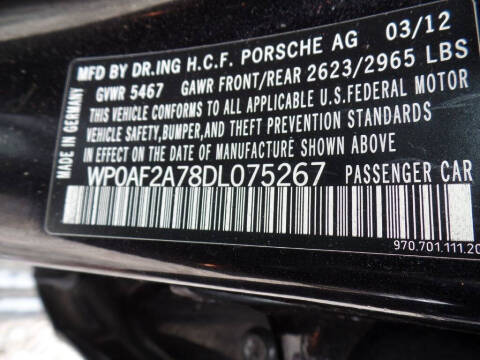 MFD BY DR.ING H.C.F. PORSCHE AG 03/12
GVWR 5467 GAWR FRONT/REAR 2623/2965 LBS
THIS VEHICLE CONFORMS TO ALL APPLICABLE U.S.FEDERAL MOTOR
VEHICLE SAFETY,BUMPER,AND THEFT PREVENTION STANDARDS
IN EFFECT ON THE DATE OF MANUFACTURE SHOWN ABOVE
WP0AF2A78DL075267 PASSENGER CAR
970.701.111.20
MADE IN GERMANY